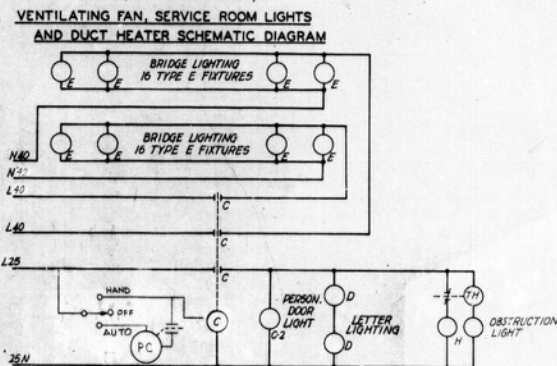 VENTILATING FAN, SERVICE ROOM LIGHTS
AND DUCT HEATER SCHEMATIC DIAGRAM
BRIDGE LIGHTING
16 TYPE E FIXTURES
E E E E
BRIDGE LIGHTING
16 TYPE E FIXTURES
E E E E
N40
N42
L40
C
L40
C
L25
C
HAND
OFF
AUTO
PC
C
PERSON.
DOOR
LIGHT
C-2
D
LETTER
LIGHTING
D
TH
H
OBSTRUCTION
LIGHT
25N